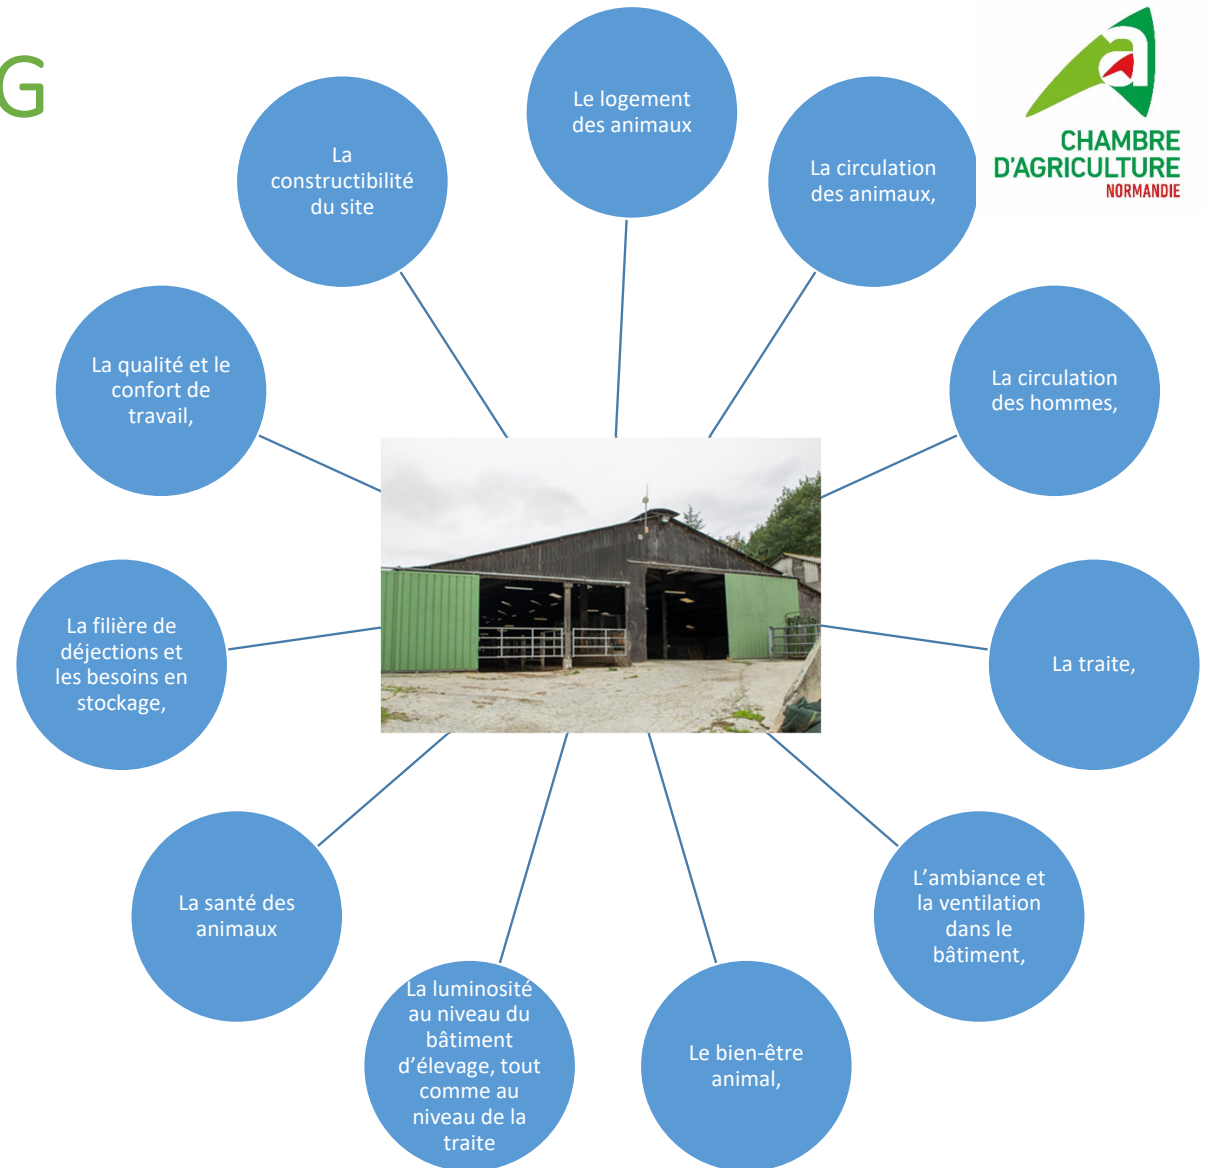 G
CHAMBRE
D'AGRICULTURE
NORMANDIE
Le logement
des animaux
La circulation
des animaux,
La circulation
des hommes,
La traite,
L’ambiance et
la ventilation
dans le
bâtiment,
Le bien-être
animal,
La luminosité
au niveau du
bâtiment
d’élevage, tout
comme au
niveau de la
traite
La santé des
animaux
La filière de
déjections et
les besoins en
stockage,
La qualité et le
confort de
travail,
La
constructibilité
du site